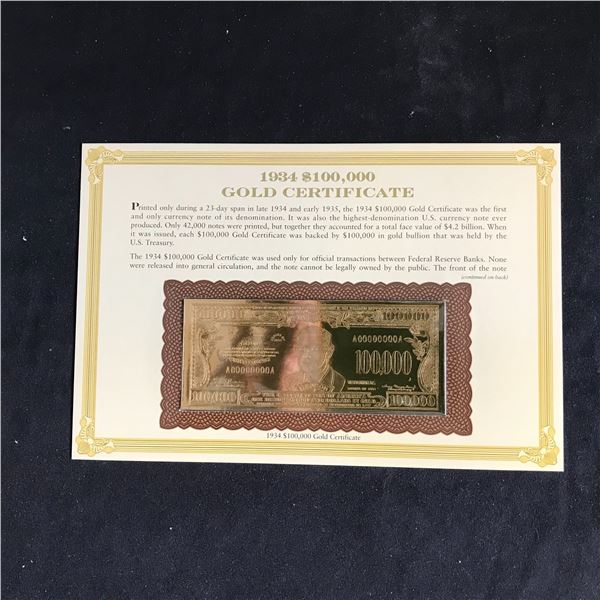 1934 $100,000
GOLD CERTIFICATE
Printed only during a 23-day span in late 1934 and early 1935, the 1934 $100,000 Gold Certificate was the first
and only currency note of its denomination. It was also the highest-denomination U.S. currency note ever
produced. Only 42,000 notes were printed, but together they accounted for a total face value of $4.2 billion. When
it was issued, each $100,000 Gold Certificate was backed by $100,000 in gold bullion that was held by the
U.S. Treasury.
The 1934 $100,000 Gold Certificate was used only for official transactions between Federal Reserve Banks. None
were released into general circulation, and the note cannot be legally owned by the public. The front of the note
(continued on back)
100000
100000
A00000000A
A00000000A
100,000
100000
100000
1934 $100,000 Gold Certificate